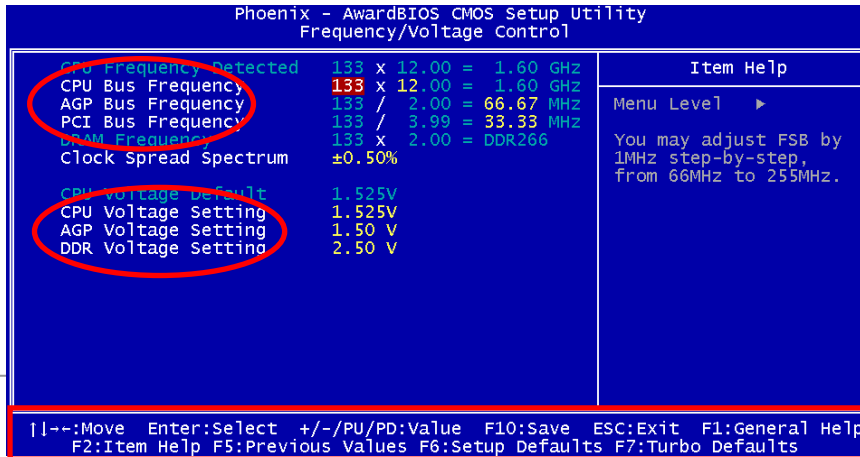 Phoenix - AwardBIOS CMOS Setup Utility
Frequency/Voltage Control
CPU Frequency Detected 133 x 12.00 = 1.60 GHz
CPU Bus Frequency 133 x 12.00 = 1.60 GHz
AGP Bus Frequency 133 / 2.00 = 66.67 MHz
PCI Bus Frequency 133 / 3.99 = 33.33 MHz
DRAM Frequency 133 x 2.00 = DDR266
Clock Spread Spectrum ±0.50%
CPU Voltage Default 1.525V
CPU Voltage Setting 1.525V
AGP Voltage Setting 1.50 V
DDR Voltage Setting 2.50 V
Item Help
Menu Level ▶
You may adjust FSB by
1MHz step-by-step,
from 66MHz to 255MHz.
↑↓→←:Move Enter:Select +/-/PU/PD:Value F10:Save ESC:Exit F1:General Help
F2:Item Help F5:Previous Values F6:Setup Defaults F7:Turbo Defaults